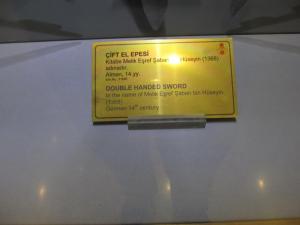 ÇİFT EL EPESİ
Kitabe Melik Eşref Şaban bin Hüseyin (1368)
adınadır.
Alman, 14.yy.
DOUBLE HANDED SWORD
In the name of Melik Eşref Şaban bin Hüseyin,
(1368)
German 14th century